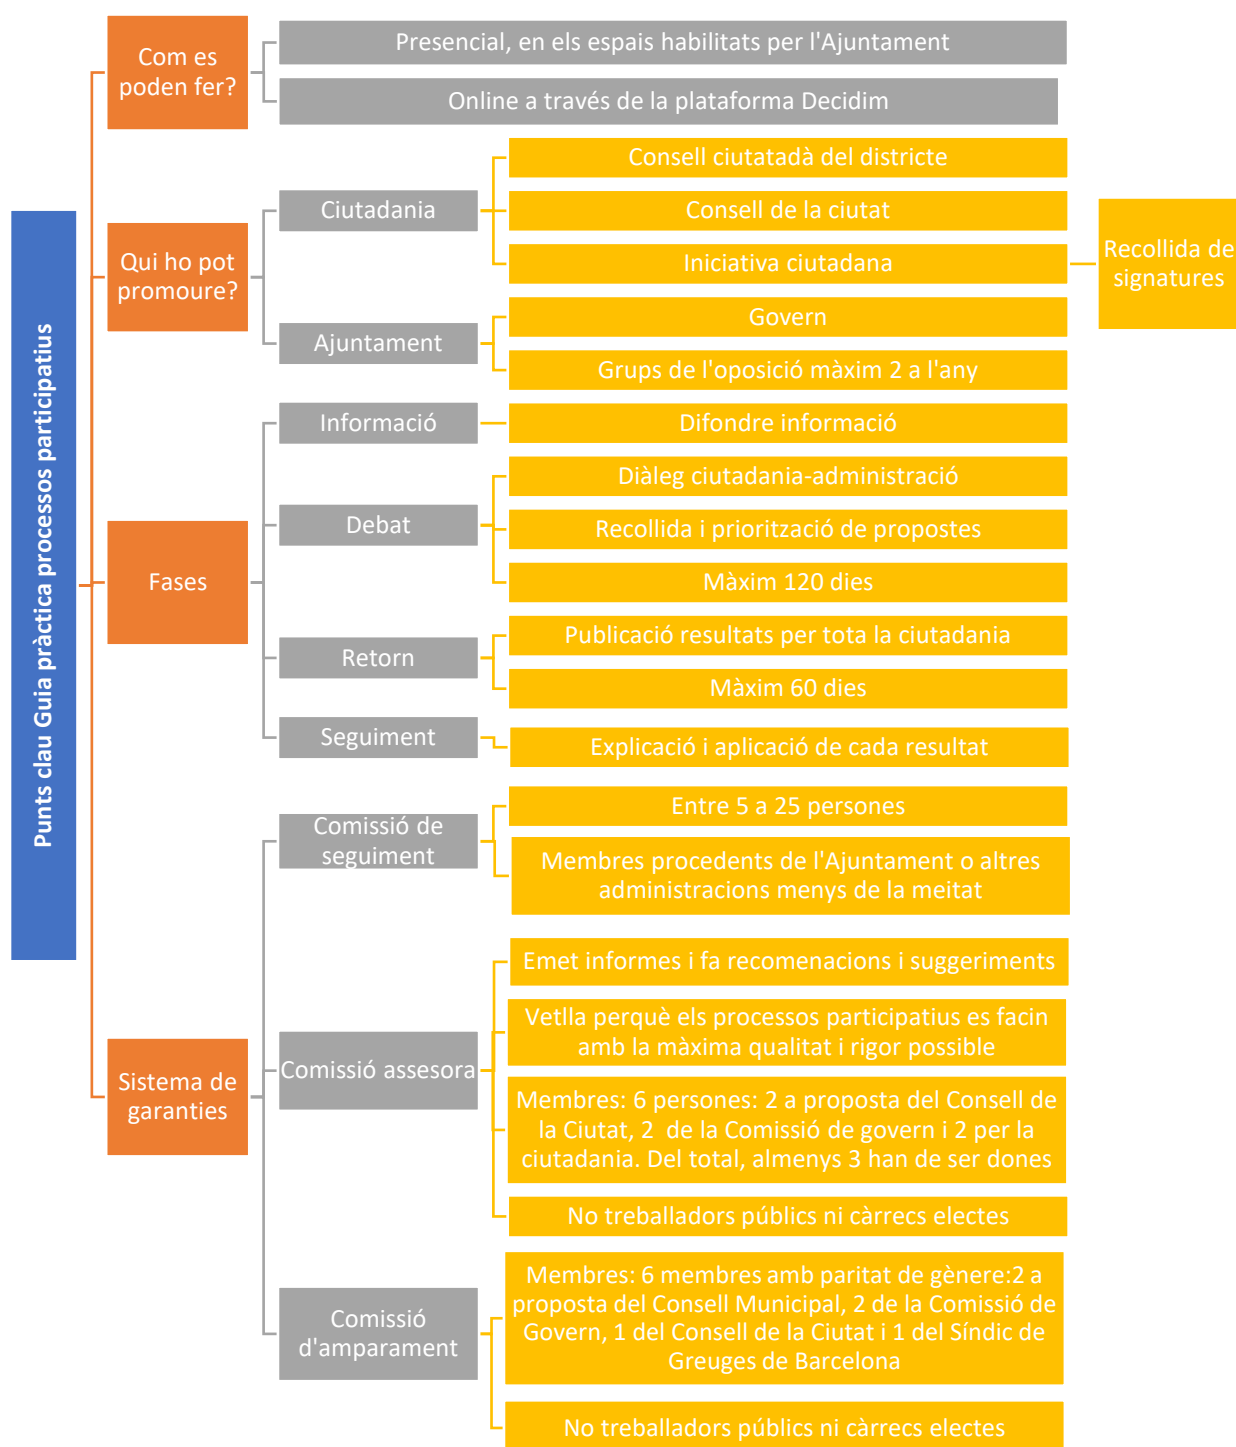 Punts clau Guia pràctica processos participatius
Com es
poden fer?
Presencial, en els espais habilitats per l'Ajuntament
Online a través de la plataforma Decidim
Qui ho pot
promoure?
Ciutadania
Consell ciutatadà del districte
Consell de la ciutat
Iniciativa ciutadana
Recollida de
signatures
Ajuntament
Govern
Grups de l'oposició màxim 2 a l'any
Fases
Informació
Difondre informació
Debat
Diàleg ciutadania-administració
Recollida i priorització de propostes
Màxim 120 dies
Retorn
Publicació resultats per tota la ciutadania
Màxim 60 dies
Seguiment
Explicació i aplicació de cada resultat
Sistema de
garanties
Comissió de
seguiment
Entre 5 a 25 persones
Membres procedents de l'Ajuntament o altres
administracions menys de la meitat
Comissió assesora
Emet informes i fa recomenacions i suggeriments
Vetlla perquè els processos participatius es facin
amb la màxima qualitat i rigor possible
Membres: 6 persones: 2 a proposta del Consell de
la Ciutat, 2 de la Comissió de govern i 2 per la
ciutadania. Del total, almenys 3 han de ser dones
No treballadors públics ni càrrecs electes
Comissió
d'amparament
Membres: 6 membres amb paritat de gènere:2 a
proposta del Consell Municipal, 2 de la Comissió de
Govern, 1 del Consell de la Ciutat i 1 del Síndic de
Greuges de Barcelona
No treballadors públics ni càrrecs electes